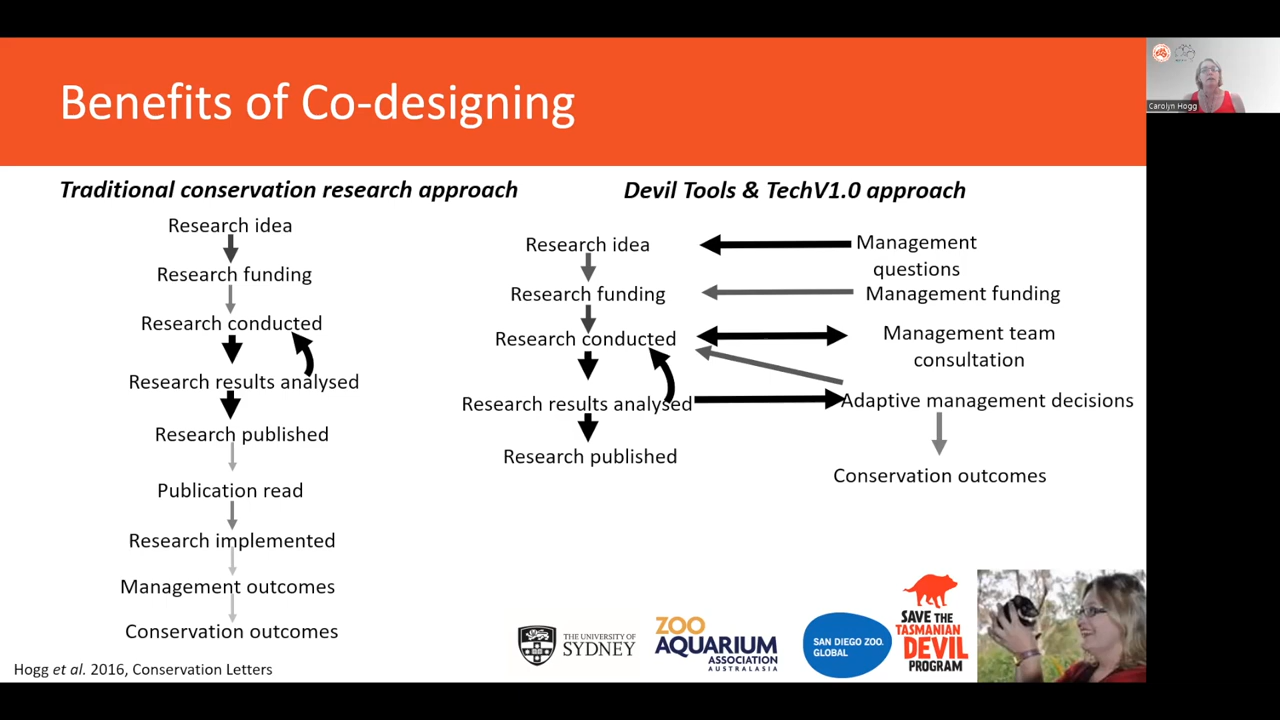 Benefits of Co-designing
Carolyn Hogg
Traditional conservation research approach
Research idea
Research funding
Research conducted
Research results analysed
Research published
Publication read
Research implemented
Management outcomes
Conservation outcomes
Devil Tools & TechV1.0 approach
Research idea
Management
questions
Research funding
Management funding
Research conducted
Management team
consultation
Research results analysed
Adaptive management decisions
Research published
Conservation outcomes
Hogg et al. 2016, Conservation Letters
THE UNIVERSITY OF
SYDNEY
ZOO
AQUARIUM
ASSOCIATION
AUSTRALASIA
SAN DIEGO ZOO
GLOBAL
SAVE THE
TASMANIAN
DEVIL
PROGRAM